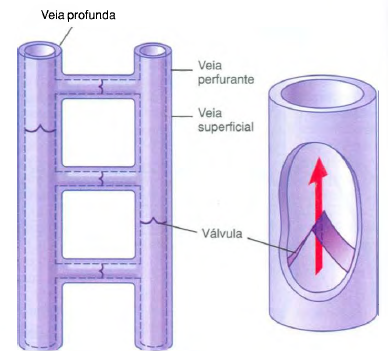 Veia profunda
Veia
perfurante
Veia
superficial
Válvula